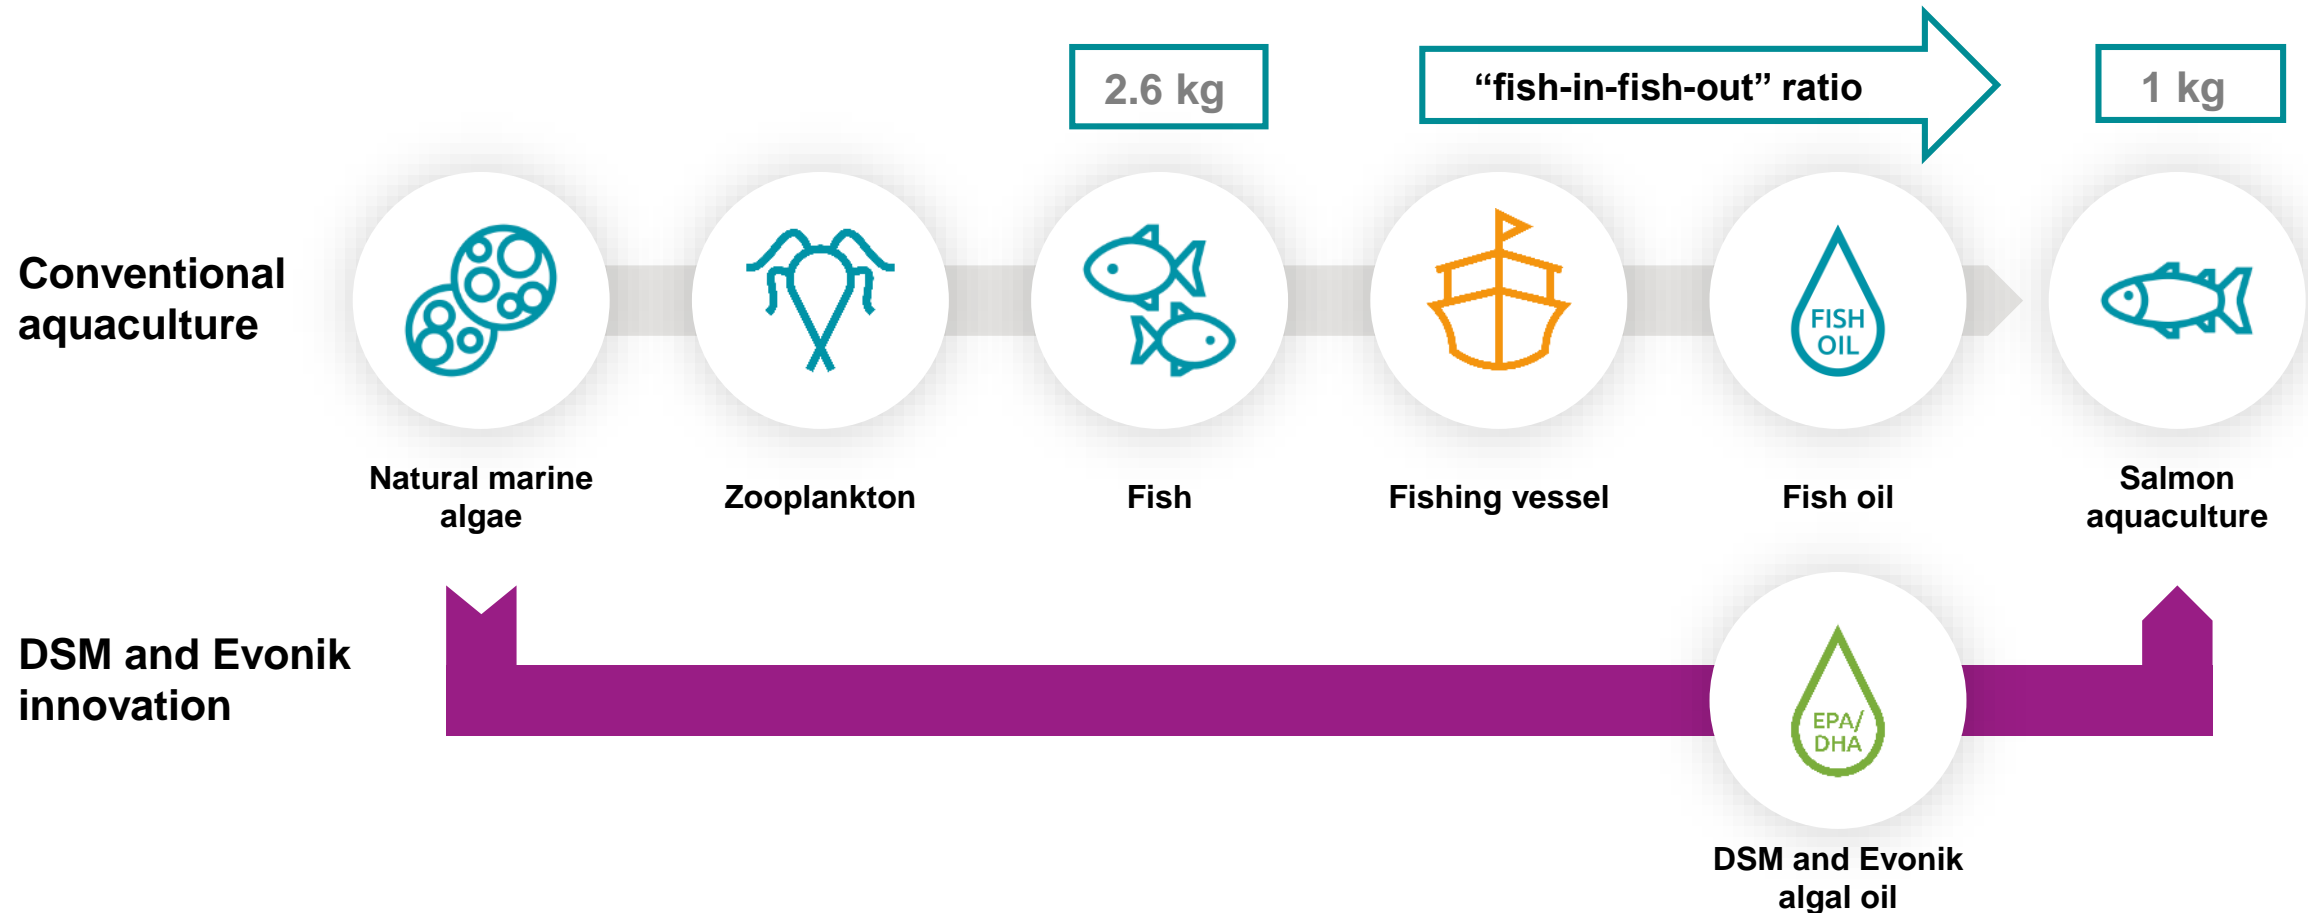 2.6 kg
“fish-in-fish-out” ratio
1 kg
Conventional
aquaculture
FISH
OIL
Natural marine
algae
Zooplankton
Fish
Fishing vessel
Fish oil
Salmon
aquaculture
DSM and Evonik
innovation
EPA/
DHA
DSM and Evonik
algal oil